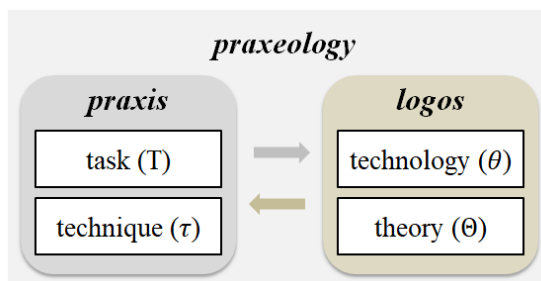 praxeology
praxis
task (T)
technique (τ)
logos
technology (θ)
theory (Θ)